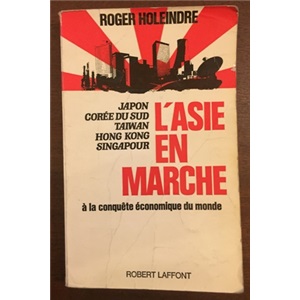 ROGER HOLEINDRE
JAPON
CORÉE DU SUD
TAIWAN
HONG KONG
SINGAPOUR
L'ASIE
EN
MARCHE
à la conquête économique du monde
ROBERT LAFFONT